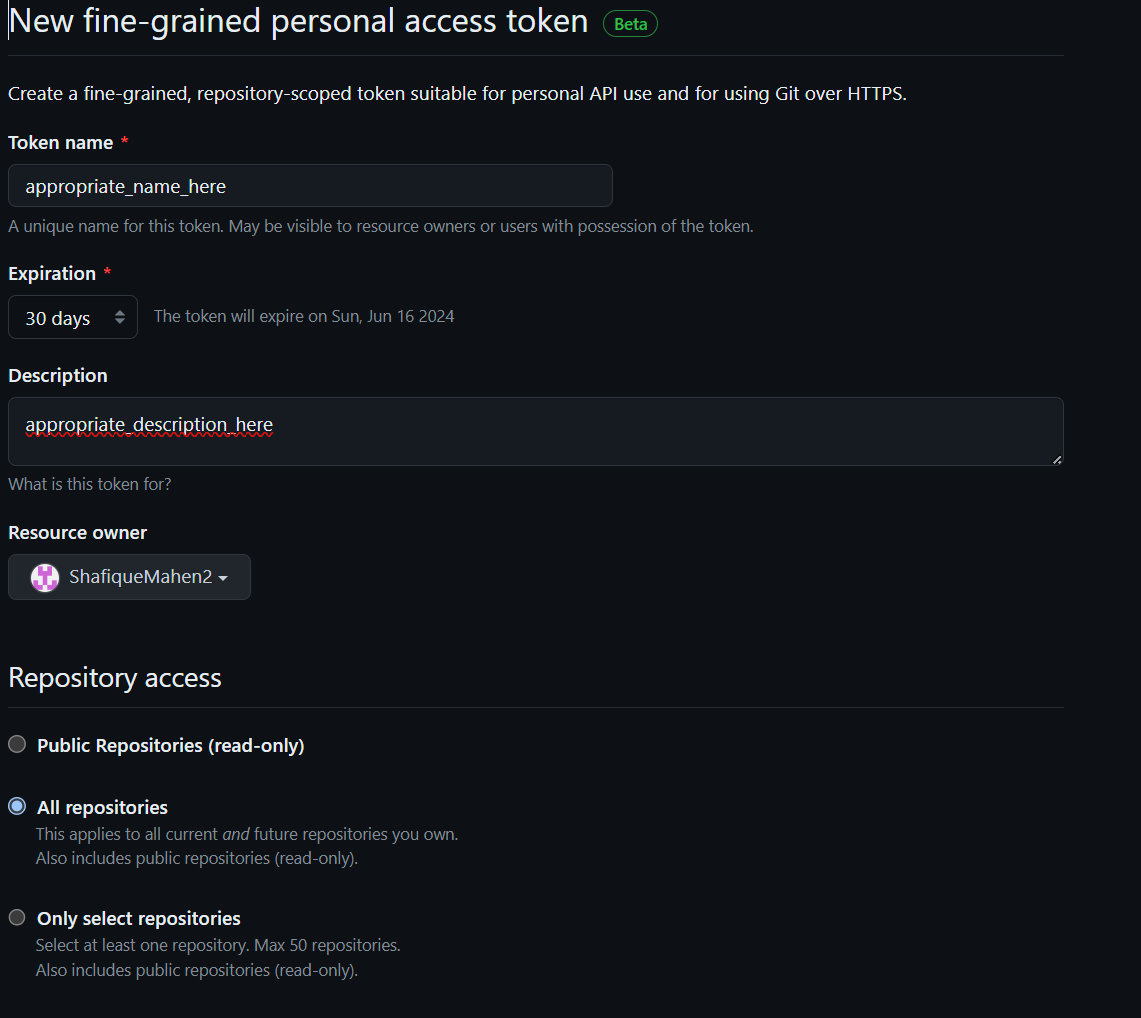 New fine-grained personal access token Beta
Create a fine-grained, repository-scoped token suitable for personal API use and for using Git over HTTPS.
Token name *
appropriate_name_here
A unique name for this token. May be visible to resource owners or users with possession of the token.
Expiration *
30 days The token will expire on Sun, Jun 16 2024
Description
appropriate_description_here
What is this token for?
Resource owner
ShafiqueMahen2
Repository access
Public Repositories (read-only)
All repositories
This applies to all current and future repositories you own.
Also includes public repositories (read-only).
Only select repositories
Select at least one repository. Max 50 repositories.
Also includes public repositories (read-only).